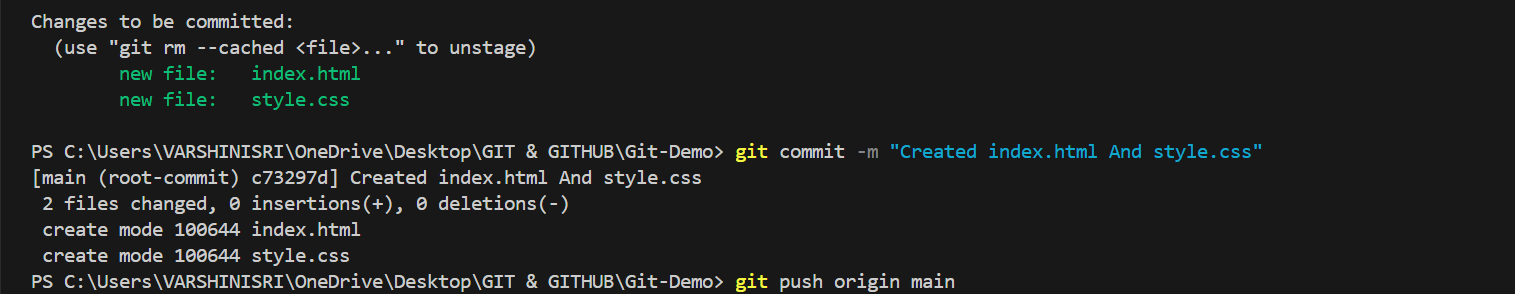 Changes to be committed:
  (use "git rm --cached <file>..." to unstage)
        new file:   index.html
        new file:   style.css

PS C:\Users\VARSHINISRI\OneDrive\Desktop\GIT & GITHUB\Git-Demo> git commit -m "Created index.html And style.css"
[main (root-commit) c73297d] Created index.html And style.css
 2 files changed, 0 insertions(+), 0 deletions(-)
 create mode 100644 index.html
 create mode 100644 style.css
PS C:\Users\VARSHINISRI\OneDrive\Desktop\GIT & GITHUB\Git-Demo> git push origin main